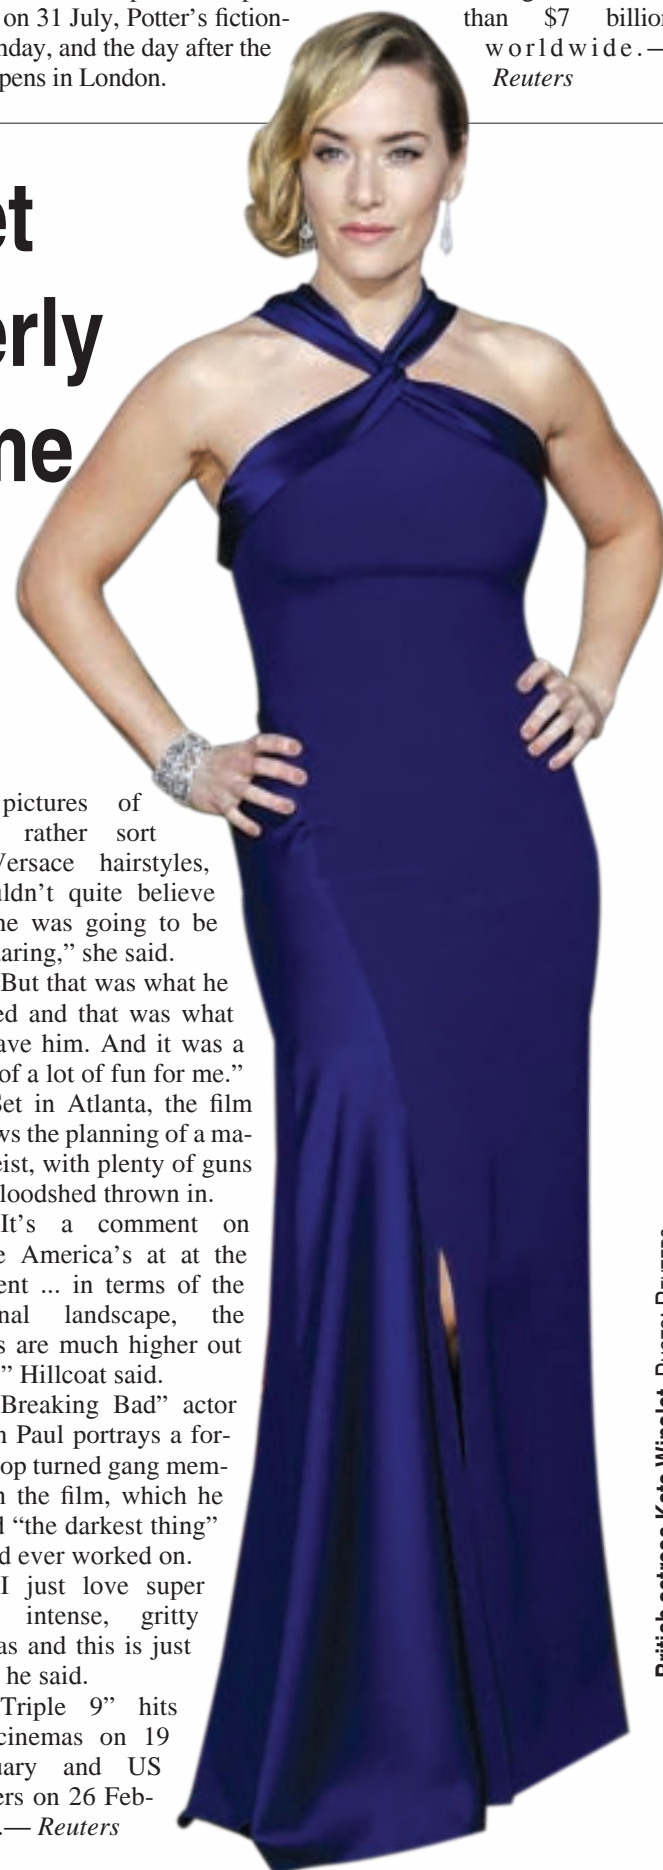 on 31 July, Potter’s fiction-
nday, and the day after the
pens in London.
than $7 billion
worldwide.—
Reuters
et
erly
ne
pictures of
rather sort
Versace hairstyles,
uldn’t quite believe
ne was going to be
aring,” she said.
But that was what he
ed and that was what
ave him. And it was a
of a lot of fun for me.”
Set in Atlanta, the film
ws the planning of a ma-
eist, with plenty of guns
loodshed thrown in.
It’s a comment on
e America’s at at the
ent ... in terms of the
nal landscape, the
s are much higher out
” Hillcoat said.
Breaking Bad” actor
n Paul portrays a for-
op turned gang mem-
n the film, which he
d “the darkest thing”
d ever worked on.
I just love super
intense, gritty
as and this is just
he said.
Triple 9” hits
cinemas on 19
uary and US
ers on 26 Feb-
.— Reuters
British actress Kate Winslet. PHOTO: REUTERS